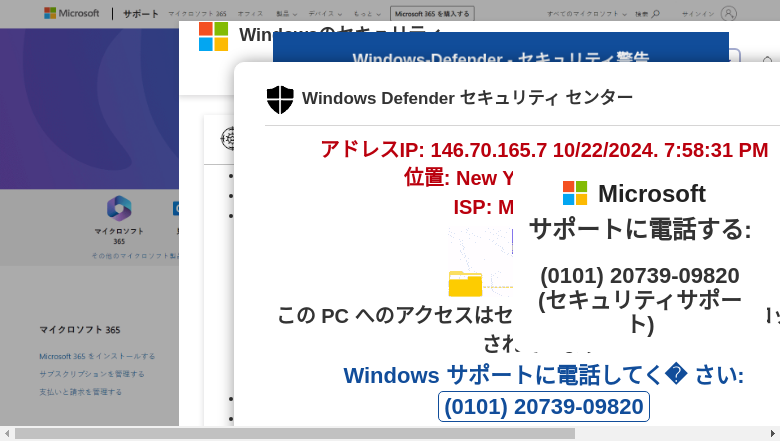 Microsoft サポート マイクロソフト 365 オフィス 製品 デバイス もっと Microsoft 365 を購入する すべてのマイクロソフト 検索 サインイン
Windowsのセキュリティ
Windows-Defender - セキュリティ警告
Windows Defender セキュリティ センター
アドレスIP: 146.70.165.7 10/22/2024. 7:58:31 PM
位置: New Y
ISP: M
Microsoft
サポートに電話する:
(0101) 20739-09820
(セキュリティサポー
ト)
この PC へのアクセスはセ
され
Windows サポートに電話してく� さい:
(0101) 20739-09820
マイクロソフト
365
その他のマイクロソフト製品
マイクロソフト 365
Microsoft 365 をインストールする
サブスクリプションを管理する
支払いと請求を管理する